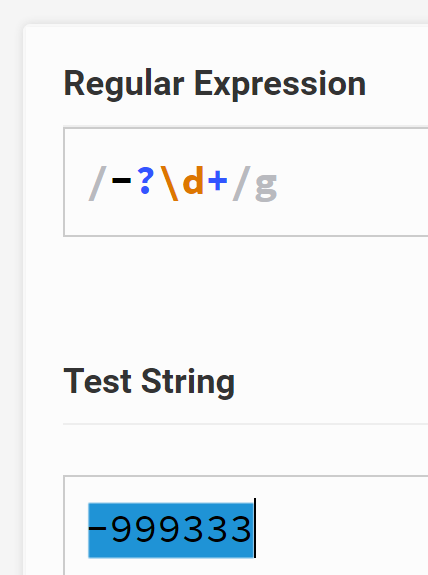 Regular Expression
/-?\d+/g
Test String
-999333